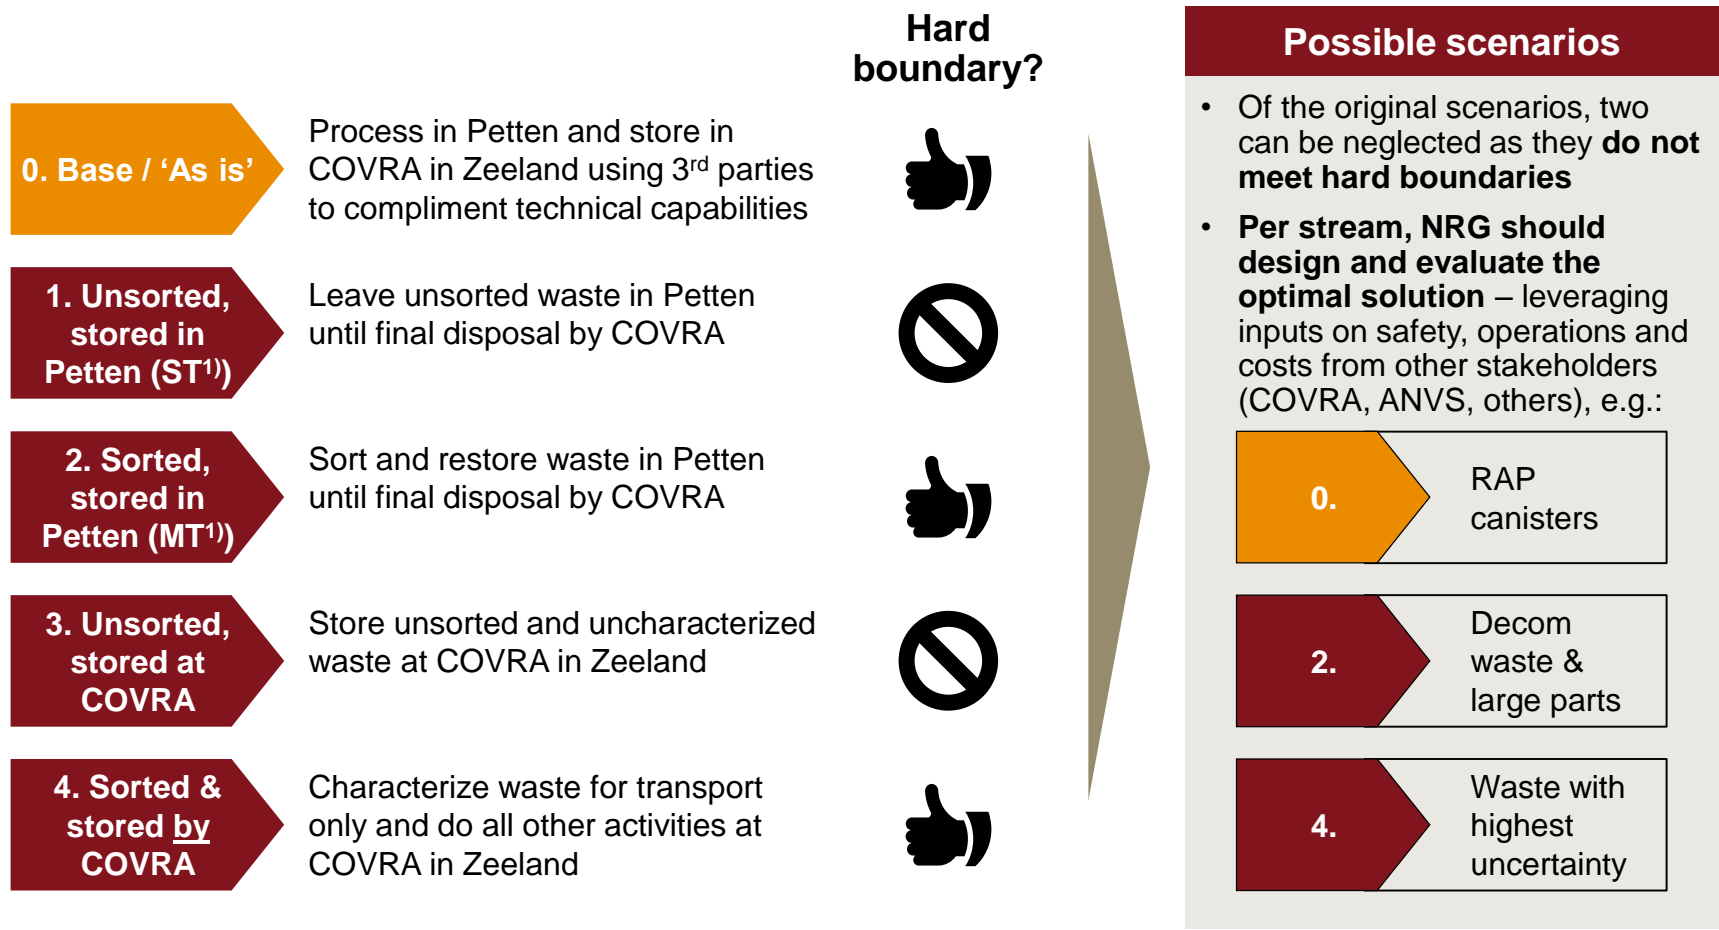 Hard
boundary?
0. Base / ‘As is’
Process in Petten and store in
COVRA in Zeeland using 3rd parties
to compliment technical capabilities
1. Unsorted,
stored in
Petten (ST1))
Leave unsorted waste in Petten
until final disposal by COVRA
2. Sorted,
stored in
Petten (MT1))
Sort and restore waste in Petten
until final disposal by COVRA
3. Unsorted,
stored at
COVRA
Store unsorted and uncharacterized
waste at COVRA in Zeeland
4. Sorted &
stored by
COVRA
Characterize waste for transport
only and do all other activities at
COVRA in Zeeland
Possible scenarios
• Of the original scenarios, two
can be neglected as they do not
meet hard boundaries
• Per stream, NRG should
design and evaluate the
optimal solution – leveraging
inputs on safety, operations and
costs from other stakeholders
(COVRA, ANVS, others), e.g.:
0.
RAP
canisters
2.
Decom
waste &
large parts
4.
Waste with
highest
uncertainty